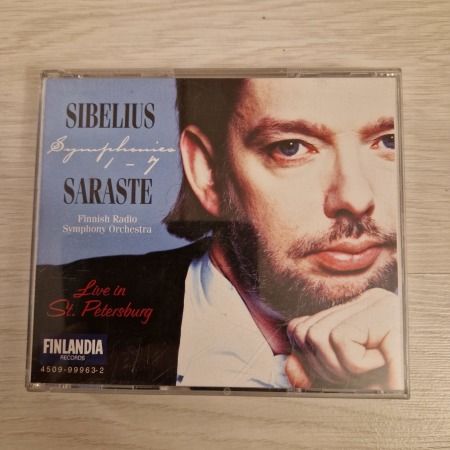 SIBELIUS
Symphonies
1-7
SARASTE
Finnish Radio
Symphony Orchestra
Live in
St. Petersburg
FINLANDIA
RECORDS
4509-99963-2